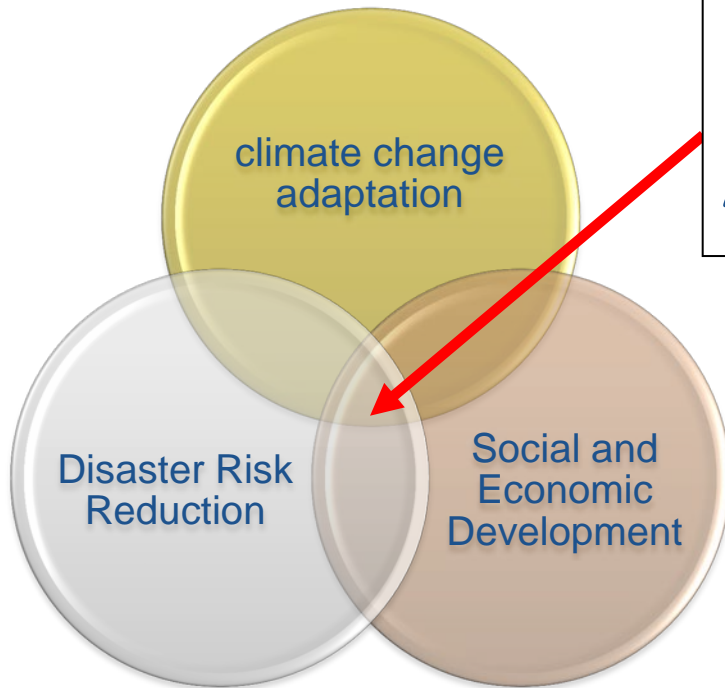 climate change
adaptation
Disaster Risk
Reduction
Social and
Economic
Development